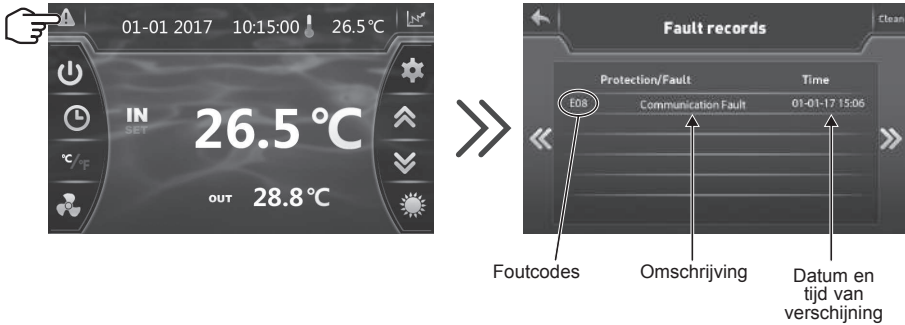 01-01 2017 10:15:00 26.5°C
IN
SET
26.5°C
°C/°F
OUT 28.8°C
Fault records
Clean
Protection/Fault Time
E08 Communication Fault 01-01-17 15:06
Foutcodes
Omschrijving
Datum en
tijd van
verschijning